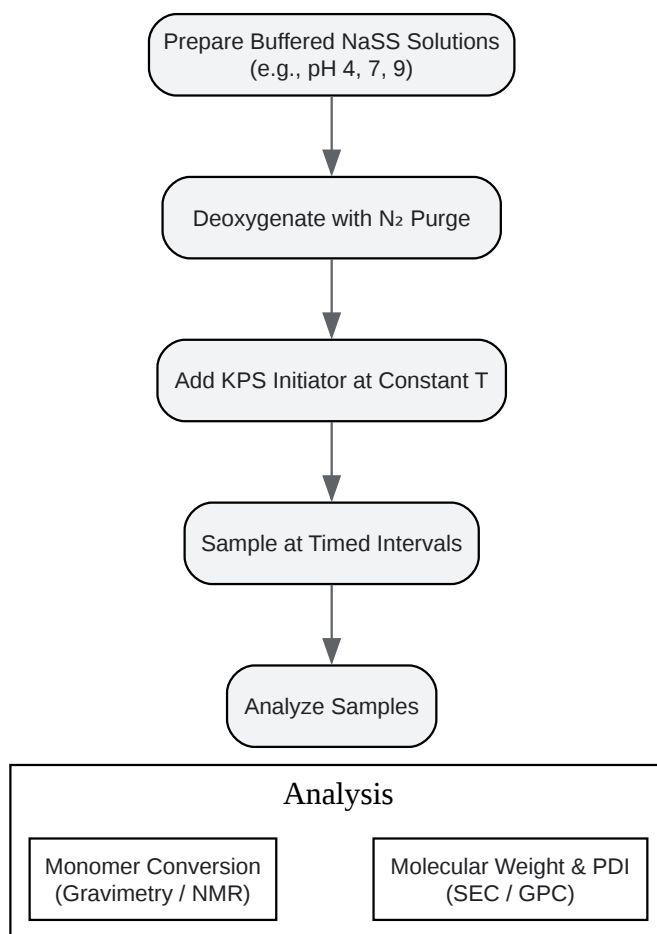 Prepare Buffered NaSS Solutions
(e.g., pH 4, 7, 9)
Deoxygenate with N₂ Purge
Add KPS Initiator at Constant T
Sample at Timed Intervals
Analyze Samples
Analysis
Monomer Conversion
(Gravimetry / NMR)
Molecular Weight & PDI
(SEC / GPC)